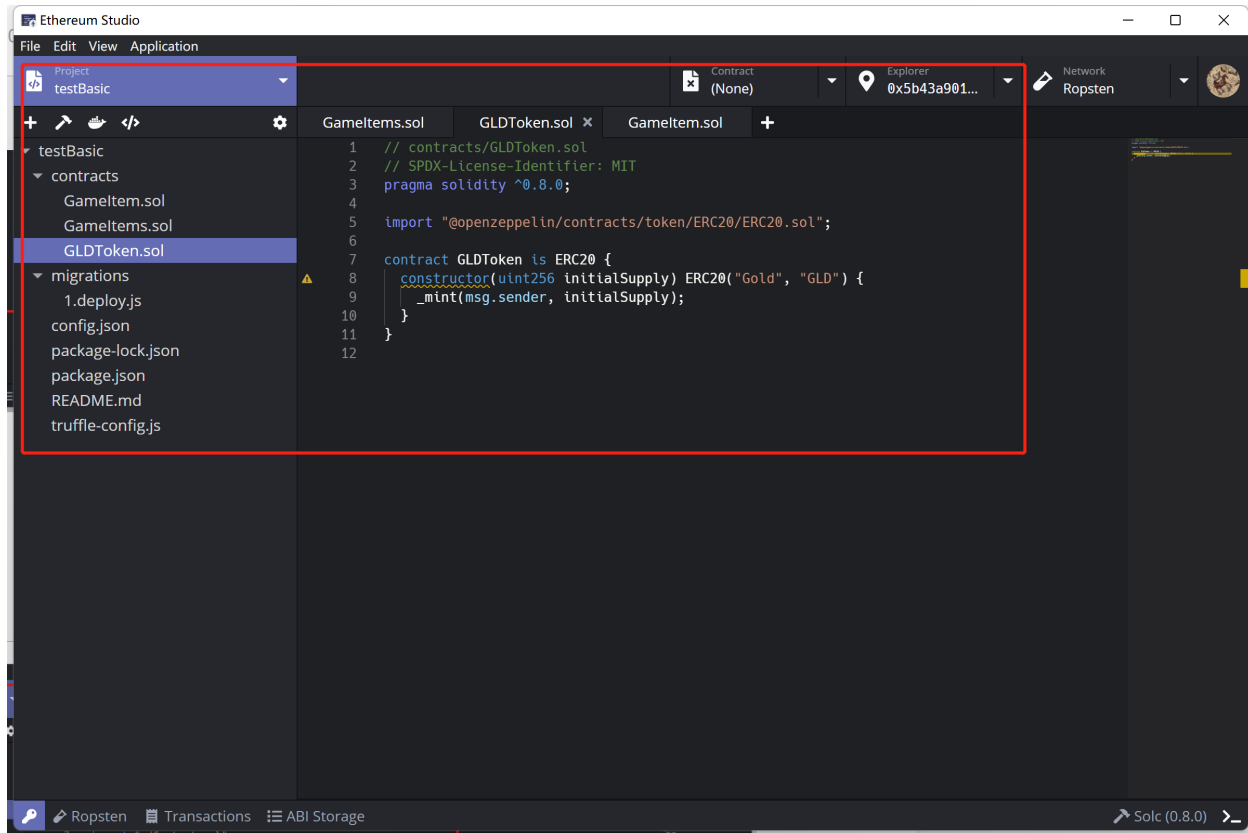 Ethereum Studio
File Edit View Application
Project
testBasic
Contract
(None)
Explorer
0x5b43a901...
Network
Ropsten
GameItems.sol GLDToken.sol GameItem.sol
testBasic
contracts
GameItem.sol
GameItems.sol
GLDToken.sol
migrations
1.deploy.js
config.json
package-lock.json
package.json
README.md
truffle-config.js
1 // contracts/GLDToken.sol
2 // SPDX-License-Identifier: MIT
3 pragma solidity ^0.8.0;
4
5 import "@openzeppelin/contracts/token/ERC20/ERC20.sol";
6
7 contract GLDToken is ERC20 {
8 constructor(uint256 initialSupply) ERC20("Gold", "GLD") {
9 _mint(msg.sender, initialSupply);
10 }
11 }
12
Ropsten Transactions ABI Storage Solc (0.8.0)